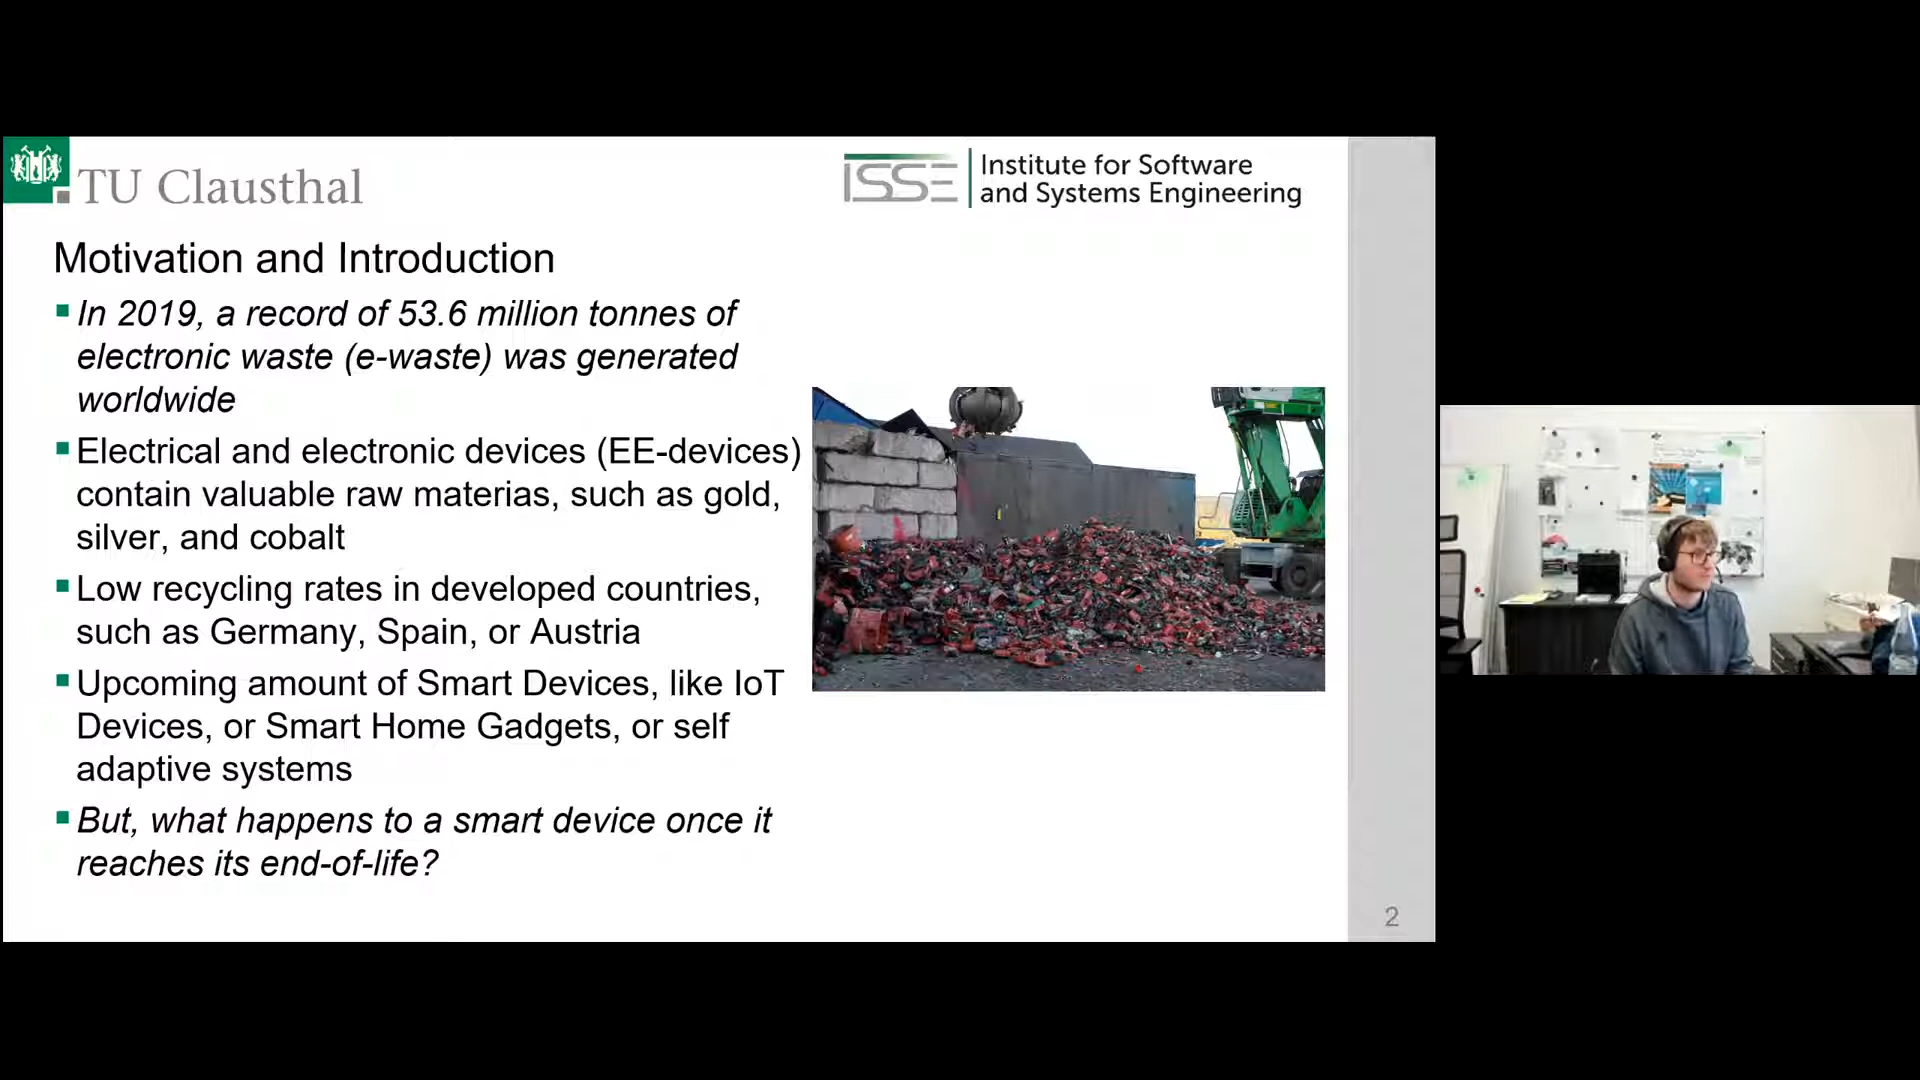 TU Clausthal
ISSE
Institute for Software
and Systems Engineering
Motivation and Introduction
In 2019, a record of 53.6 million tonnes of
electronic waste (e-waste) was generated
worldwide
Electrical and electronic devices (EE-devices)
contain valuable raw materias, such as gold,
silver, and cobalt
Low recycling rates in developed countries,
such as Germany, Spain, or Austria
Upcoming amount of Smart Devices, like IoT
Devices, or Smart Home Gadgets, or self
adaptive systems
But, what happens to a smart device once it
reaches its end-of-life?
2